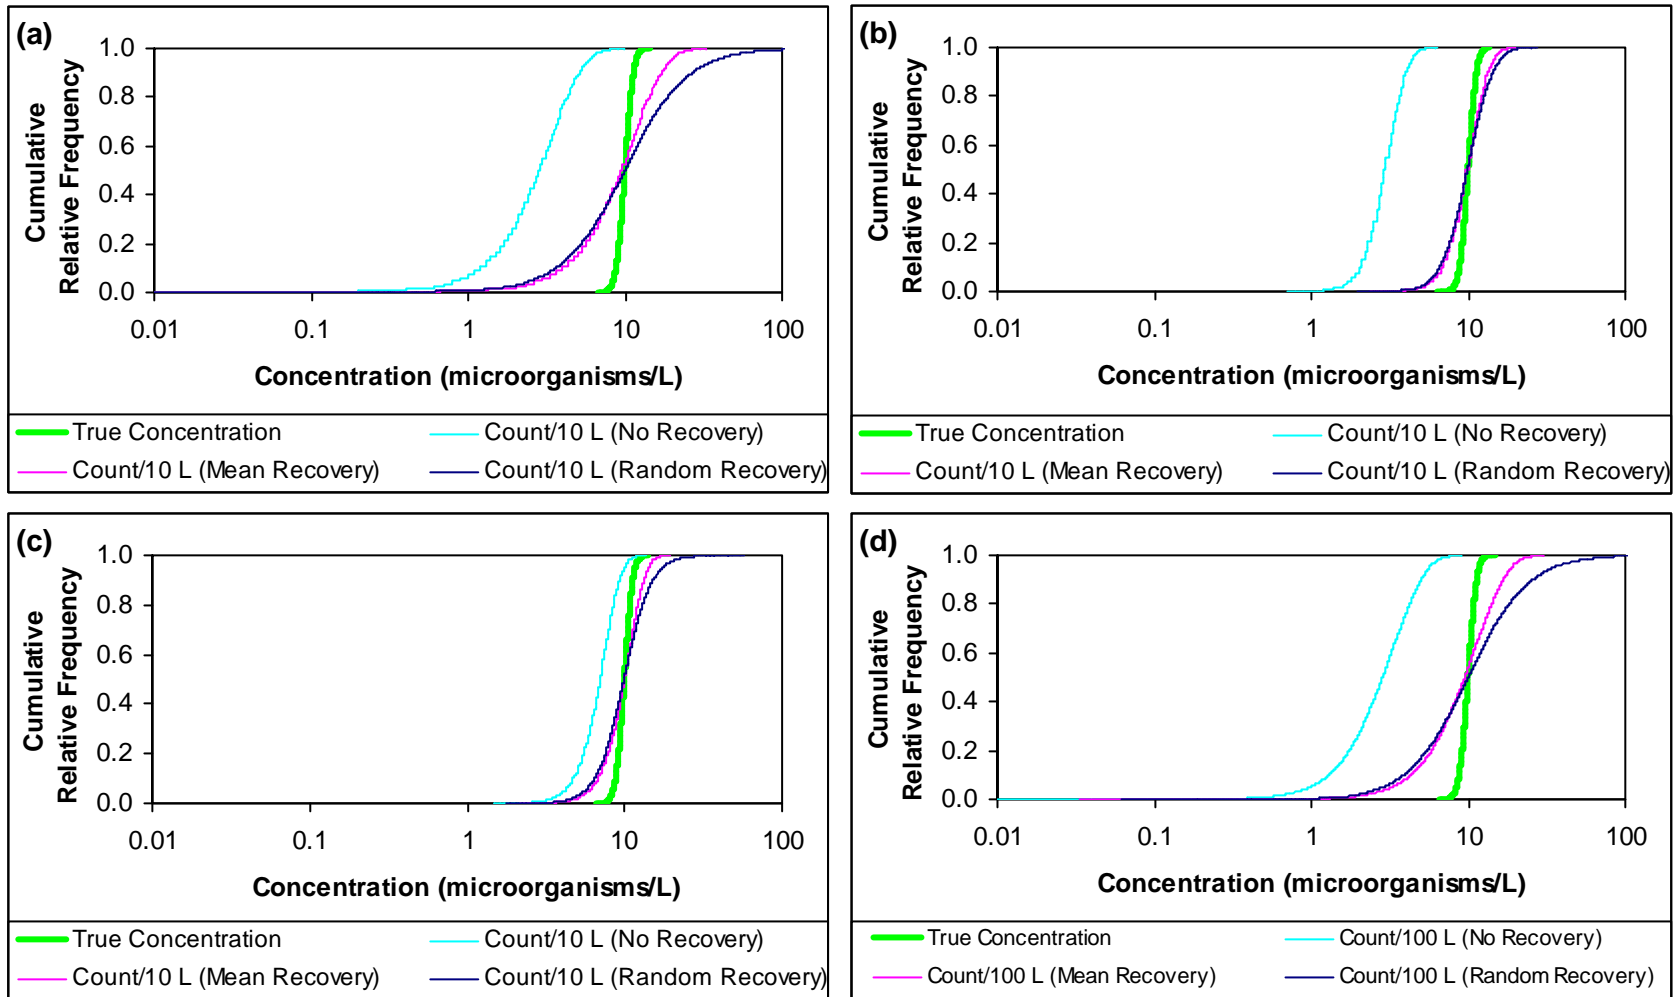 (a)
Cumulative
Relative Frequency
1.0
0.8
0.6
0.4
0.2
0.0
0.01 0.1 1 10 100
Concentration (microorganisms/L)
True Concentration Count/10 L (No Recovery)
Count/10 L (Mean Recovery) Count/10 L (Random Recovery)
(b)
Cumulative
Relative Frequency
1.0
0.8
0.6
0.4
0.2
0.0
0.01 0.1 1 10 100
Concentration (microorganisms/L)
True Concentration Count/10 L (No Recovery)
Count/10 L (Mean Recovery) Count/10 L (Random Recovery)
(c)
Cumulative
Relative Frequency
1.0
0.8
0.6
0.4
0.2
0.0
0.01 0.1 1 10 100
Concentration (microorganisms/L)
True Concentration Count/10 L (No Recovery)
Count/10 L (Mean Recovery) Count/10 L (Random Recovery)
(d)
Cumulative
Relative Frequency
1.0
0.8
0.6
0.4
0.2
0.0
0.01 0.1 1 10 100
Concentration (microorganisms/L)
True Concentration Count/100 L (No Recovery)
Count/100 L (Mean Recovery) Count/100 L (Random Recovery)